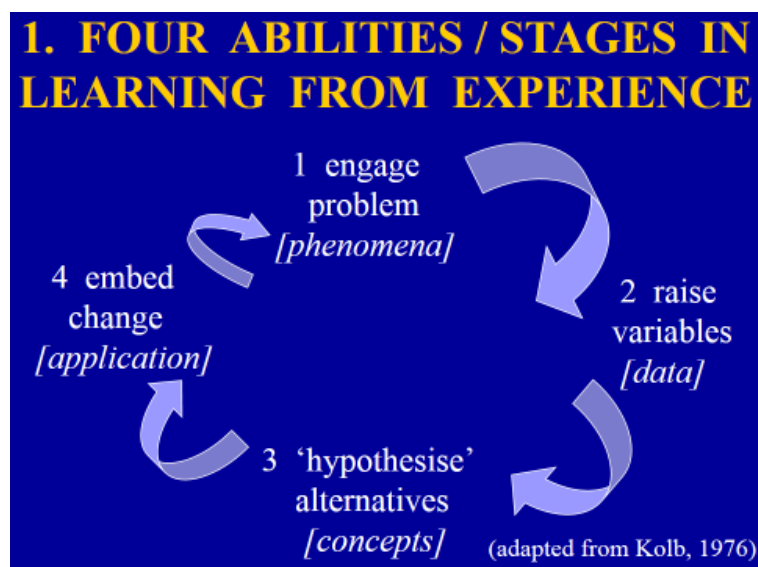 1. FOUR ABILITIES / STAGES IN
LEARNING FROM EXPERIENCE
1 engage
problem
[phenomena]
2 raise
variables
[data]
3 ‘hypothesise’
alternatives
[concepts]
4 embed
change
[application]
(adapted from Kolb, 1976)